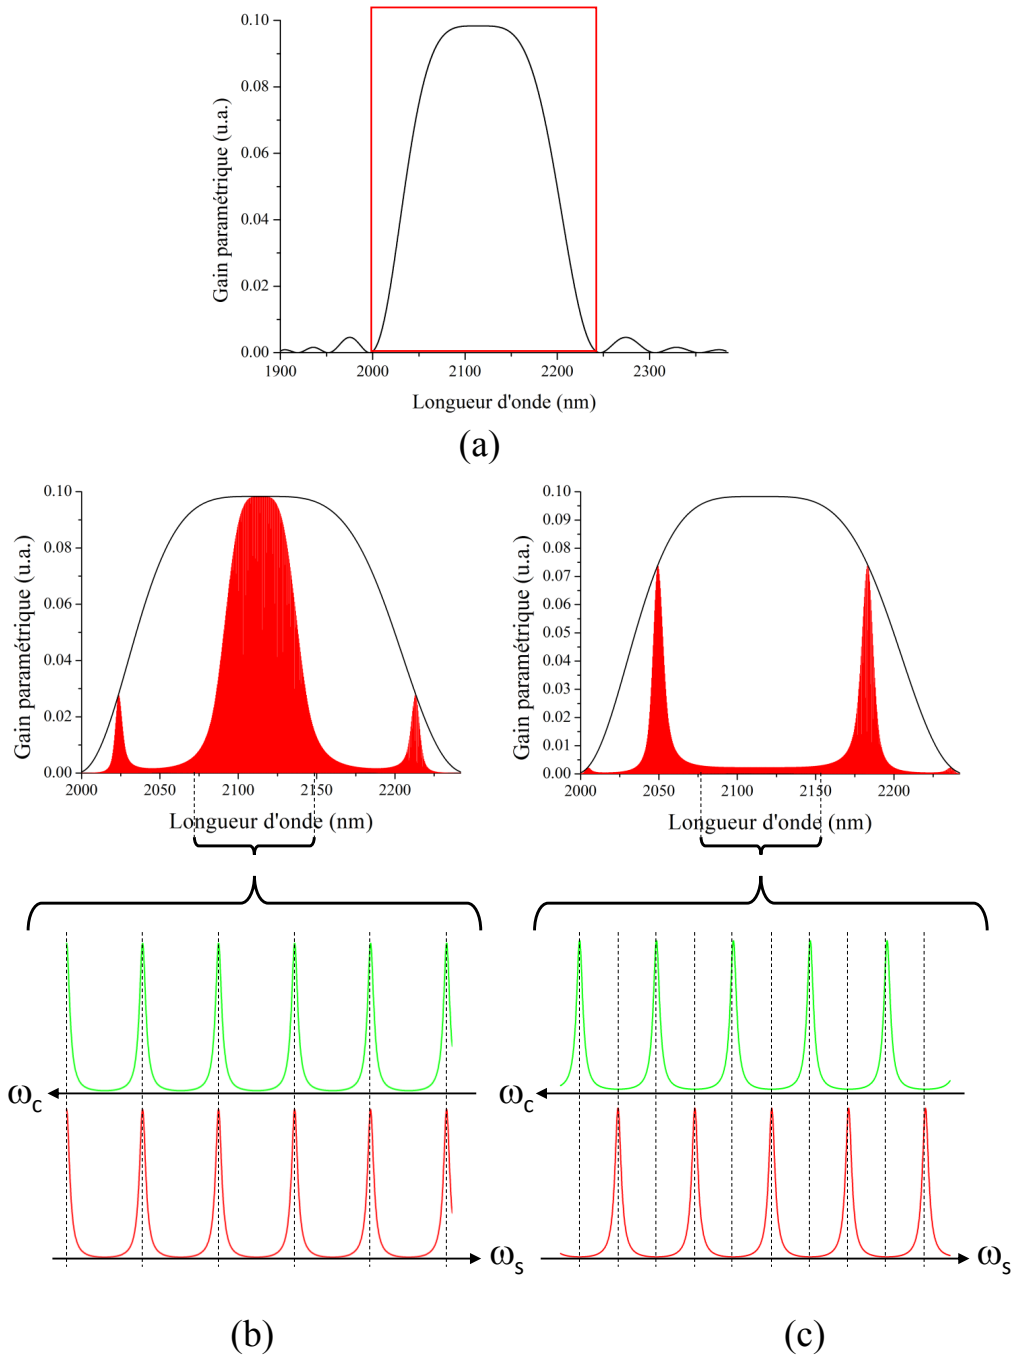 0.10
0.08
0.06
0.04
0.02
0.00
Gain paramétrique (u.a.)
1900 2000 2100 2200 2300
Longueur d'onde (nm)
(a)
0.10
0.08
0.06
0.04
0.02
0.00
Gain paramétrique (u.a.)
2000 2050 2100 2150 2200
Longueur d'onde (nm)
0.10
0.09
0.08
0.07
0.06
0.05
0.04
0.03
0.02
0.01
0.00
Gain paramétrique (u.a.)
2000 2050 2100 2150 2200
Longueur d'onde (nm)
ωc
ωs
ωc
ωs
(b)
(c)